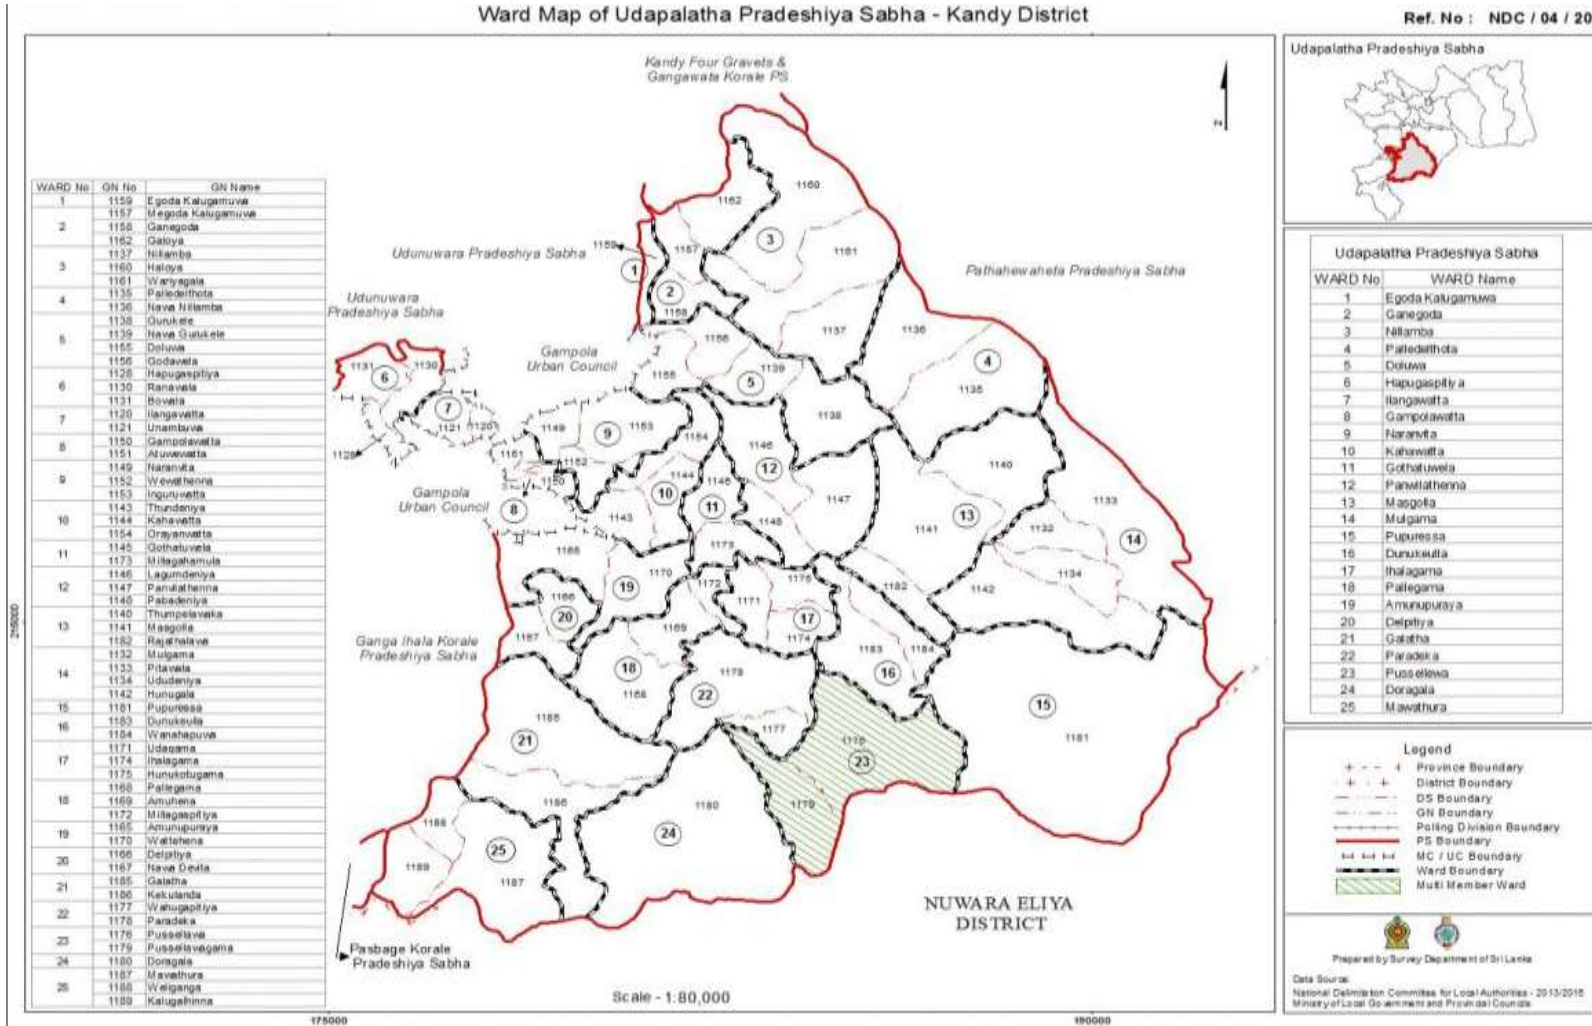 Ward Map of Udapalatha Pradeshiya Sabha - Kandy District
Ref. No : NDC / 04 / 20
Kandy Four Gravets &
Gangawata Korale PS
Udunuwara Pradeshiya Sabha
Udunuwara
Pradeshiya Sabha
Gampola
Urban Council
Gampola
Urban Council
Pathahewaheta Pradeshiya Sabha
Ganga Ihala Korale
Pradeshiya Sabha
Pasbage Korale
Pradeshiya Sabha
NUWARA ELIYA
DISTRICT
Scale - 1:80,000
175000
190000
WARD No GN No GN Name
1 1159 Egoda Kalugamuwa
2 1157 Megoda Kalugamuwa
1158 Ganegoda
1162 Galoya
3 1137 Nillamba
1160 Haloya
1161 Wariyagala
4 1135 Palledelthota
1136 Nawa Nillamba
5 1138 Gurukele
1139 Nawa Gurukele
1155 Doluwa
1156 Godawela
6 1128 Hapugaspitiya
1130 Ranawala
1131 Bowala
7 1120 Ilangawatta
1121 Unambuwa
8 1150 Gampolawatta
1151 Aluwewatta
9 1149 Naranvita
1152 Wewathenna
1153 Inguruwatta
10 1143 Thundeniya
1144 Kahawatta
1154 Orayanwatta
11 1145 Gothatuwela
1173 Millagahamula
12 1146 Lagumdeniya
1147 Panvilathenna
1148 Pabadeniya
13 1140 Thumpelawaka
1141 Masgolla
1182 Rajathalawa
14 1132 Mulgama
1133 Pitawala
1134 Ududeniya
1142 Hunugala
15 1181 Pupuressa
16 1183 Dunukeulla
1184 Wanahapuwa
17 1171 Udagama
1174 Ihalagama
1175 Hunukotugama
18 1168 Pallegama
1169 Amuhena
1172 Millagaspitiya
19 1165 Amunupuraya
1170 Wattehena
20 1166 Delpitiya
1167 Nawa Devita
21 1185 Galatha
1186 Kekulanda
22 1177 Wahugapitiya
1178 Paradeka
23 1176 Pussellawa
1179 Pussellawagama
24 1180 Doragala
25 1187 Mawathura
1188 Weliganga
1189 Kalugalhinna
Udapalatha Pradeshiya Sabha
Udapalatha Pradeshiya Sabha
WARD No WARD Name
1 Egoda Kalugamuwa
2 Ganegoda
3 Nillamba
4 Palledelthota
5 Doluwa
6 Hapugaspitiya
7 Ilangawatta
8 Gampolawatta
9 Naranvita
10 Kahawatta
11 Gothatuwela
12 Panwilathenna
13 Masgolla
14 Mulgama
15 Pupuressa
16 Dunukeulla
17 Ihalagama
18 Pallegama
19 Amunupuraya
20 Delpitiya
21 Galatha
22 Paradeka
23 Pussellewa
24 Doragala
25 Mawathura
Legend
Province Boundary
District Boundary
DS Boundary
GN Boundary
Polling Division Boundary
PS Boundary
MC / UC Boundary
Ward Boundary
Multi Member Ward
Prepared by Survey Department of Sri Lanka
Data Source:
National Delimitation Committee for Local Authorities - 2013/2015
Ministry of Local Government and Provincial Councils